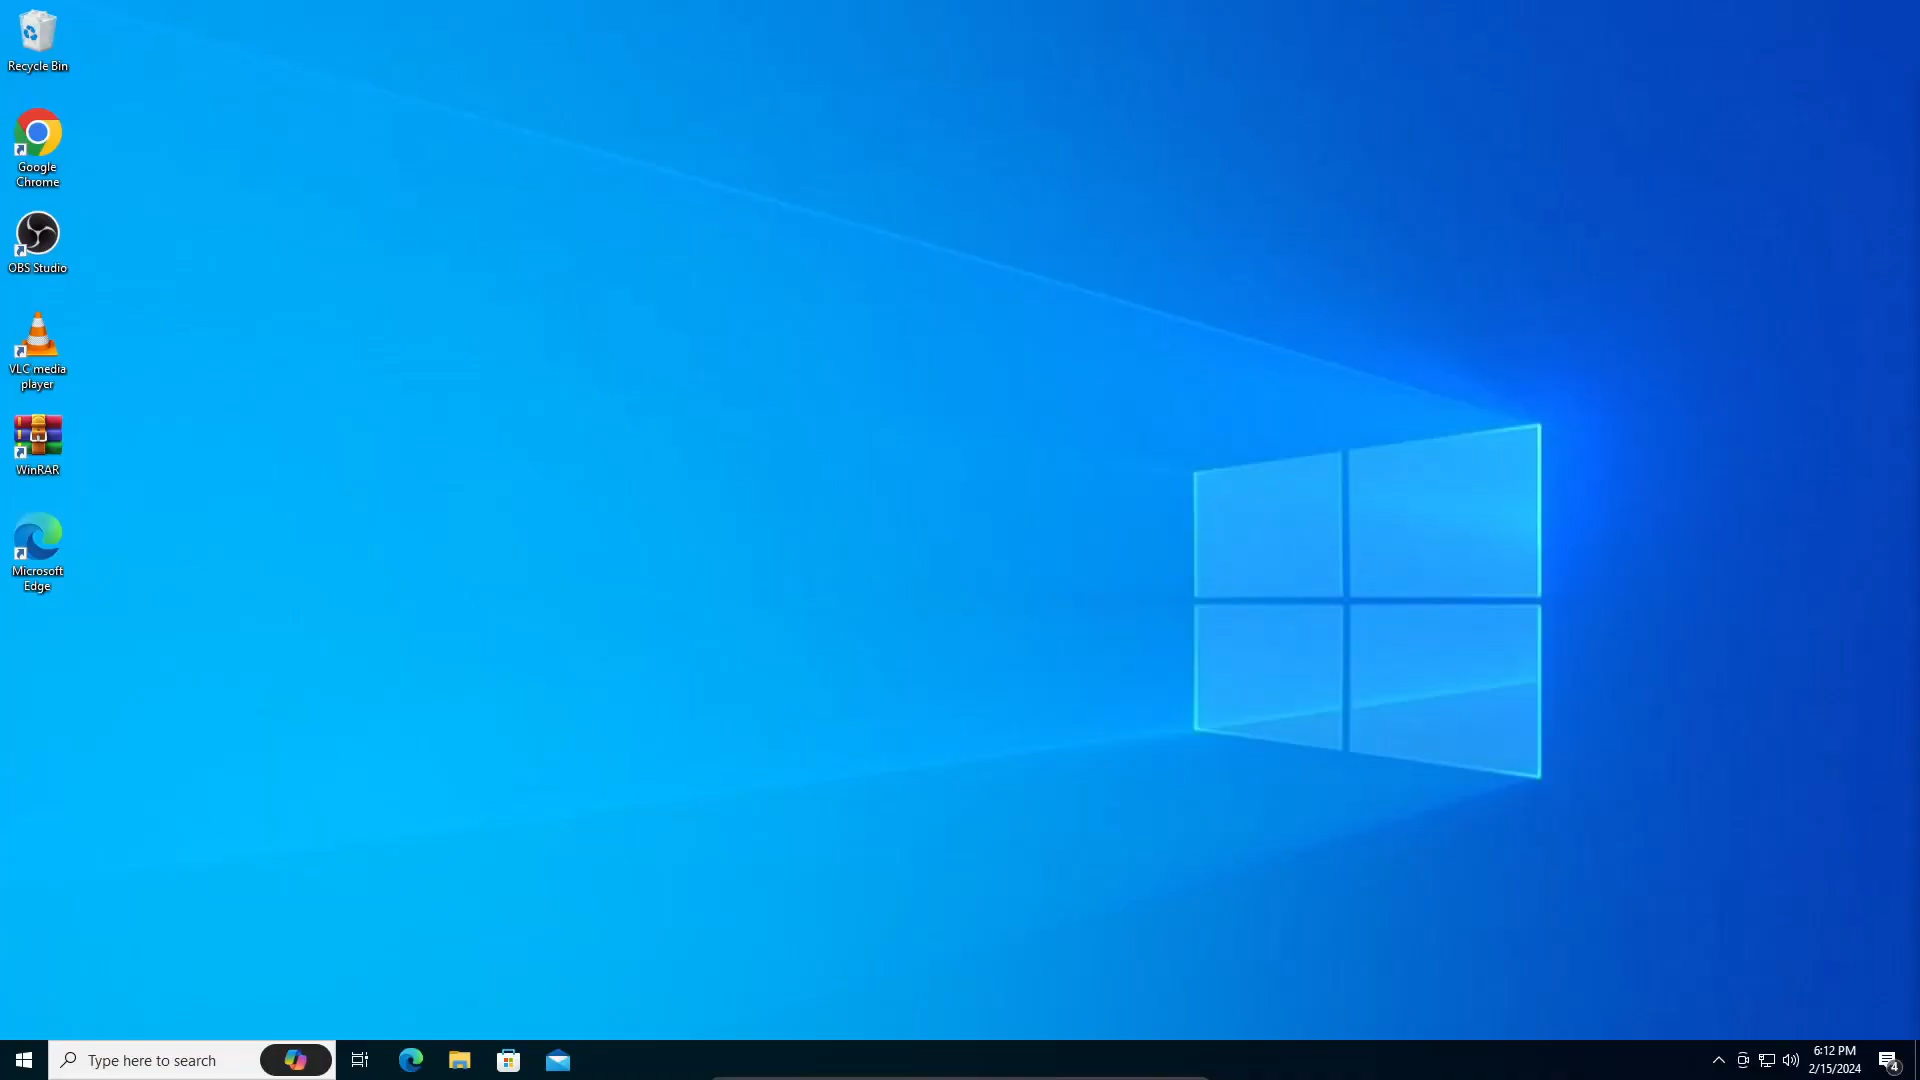 Recycle Bin
Google
Chrome
OBS Studio
VLC media
player
WinRAR
Microsoft
Edge
Type here to search
6:12 PM
2/15/2024
4